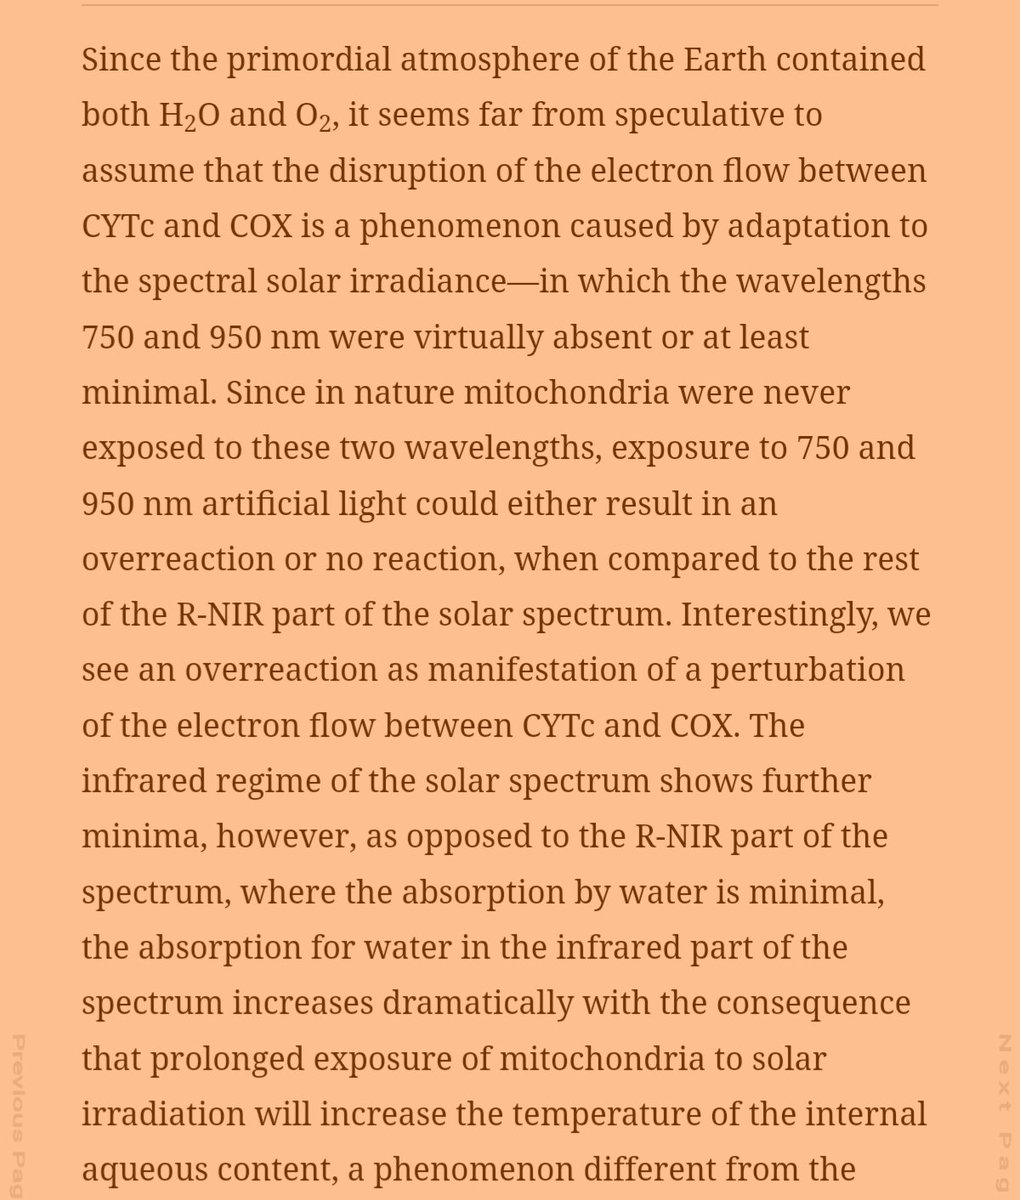 Since the primordial atmosphere of the Earth contained
both H₂O and O₂, it seems far from speculative to
assume that the disruption of the electron flow between
CYTc and COX is a phenomenon caused by adaptation to
the spectral solar irradiance—in which the wavelengths
750 and 950 nm were virtually absent or at least
minimal. Since in nature mitochondria were never
exposed to these two wavelengths, exposure to 750 and
950 nm artificial light could either result in an
overreaction or no reaction, when compared to the rest
of the R-NIR part of the solar spectrum. Interestingly, we
see an overreaction as manifestation of a perturbation
of the electron flow between CYTc and COX. The
infrared regime of the solar spectrum shows further
minima, however, as opposed to the R-NIR part of the
spectrum, where the absorption by water is minimal,
the absorption for water in the infrared part of the
spectrum increases dramatically with the consequence
that prolonged exposure of mitochondria to solar
irradiation will increase the temperature of the internal
aqueous content, a phenomenon different from the
Previous Pag
Next Pag